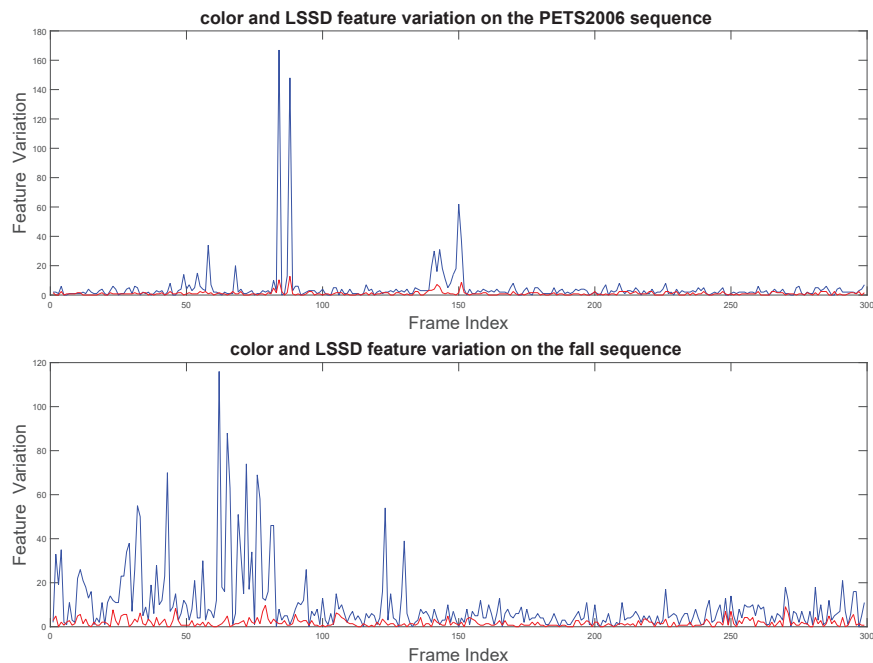 color and LSSD feature variation on the PETS2006 sequence
180
160
140
120
100
80
60
40
20
0
Feature Variation
0 50 100 150 200 250 300
Frame Index
color and LSSD feature variation on the fall sequence
120
100
80
60
40
20
0
Feature Variation
0 50 100 150 200 250 300
Frame Index